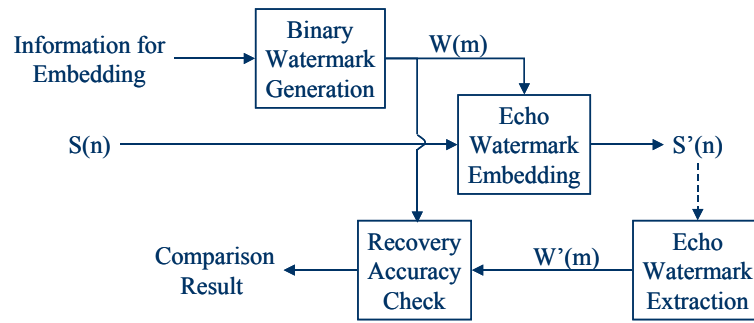 Information for
Embedding
Binary
Watermark
Generation
W(m)
S(n)
Echo
Watermark
Embedding
S’(n)
Comparison
Result
Recovery
Accuracy
Check
W’(m)
Echo
Watermark
Extraction